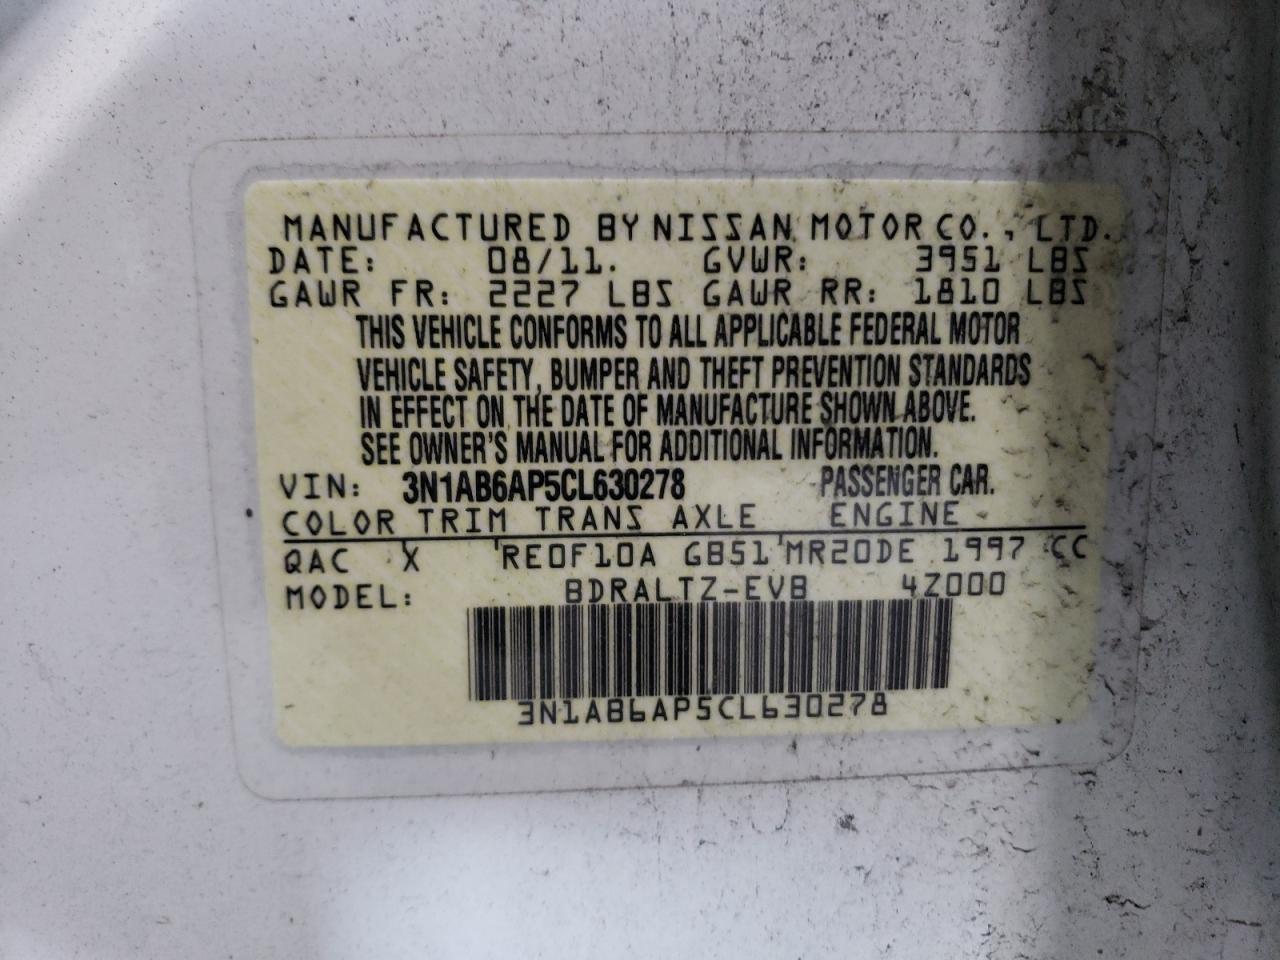 MANUFACTURED BY NISSAN MOTOR CO., LTD.
DATE: 08/11. GVWR: 3951 LBS
GAWR FR: 2227 LBS GAWR RR: 1810 LBS
THIS VEHICLE CONFORMS TO ALL APPLICABLE FEDERAL MOTOR
VEHICLE SAFETY, BUMPER AND THEFT PREVENTION STANDARDS
IN EFFECT ON THE DATE OF MANUFACTURE SHOWN ABOVE.
SEE OWNER'S MANUAL FOR ADDITIONAL INFORMATION.
VIN: 3N1AB6AP5CL630278 PASSENGER CAR.
COLOR TRIM TRANS AXLE ENGINE
QAC X RE0F10A GB51 MR20DE 1997 CC
MODEL: BDRALTZ-EVB 4Z000
3N1AB6AP5CL630278